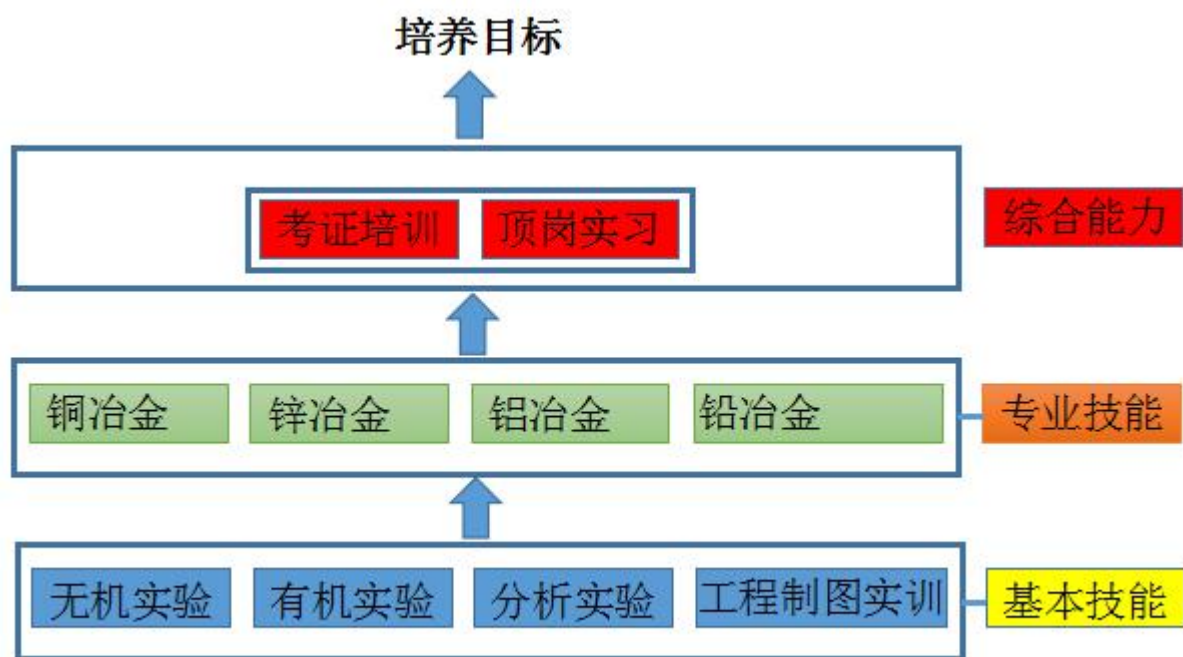 培养目标
考证培训 顶岗实习 综合能力
铜冶金 锌冶金 铝冶金 铅冶金 专业技能
无机实验 有机实验 分析实验 工程制图实训 基本技能